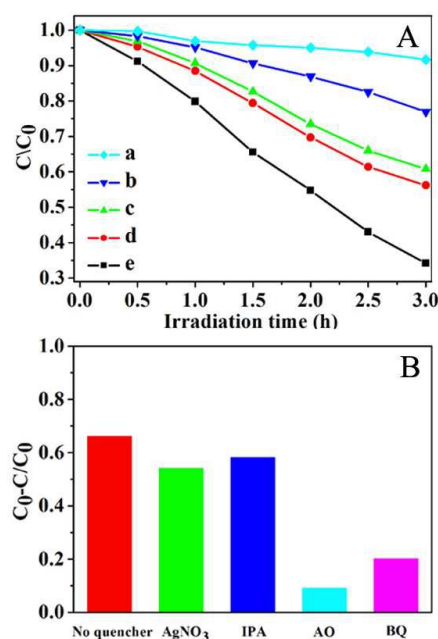 A
C\C0
1.0
0.9
0.8
0.7
0.6
0.5
0.4
0.3
a
b
c
d
e
0.0 0.5 1.0 1.5 2.0 2.5 3.0
Irradiation time (h)
B
C0-C/C0
1.0
0.8
0.6
0.4
0.2
0.0
No quencher AgNO3 IPA AO BQ